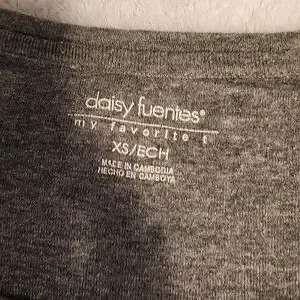 daisy fuentes®
my favorite t
XS/ECH
MADE IN CAMBODIA
HECHO EN CAMBOYA